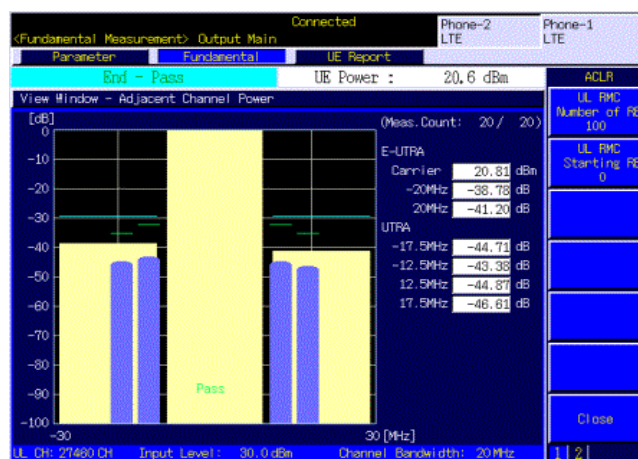 Connected
Phone-2
LTE
Phone-1
LTE
<Fundamental Measurement> Output Main
Parameter
Fundamental
UE Report
End - Pass
UE Power : 20.6 dBm
ACLR
View Window - Adjacent Channel Power
UL RMC
Number of RB
100
UL RMC
Starting RB
0
[dB]
(Meas.Count: 20 / 20)
0
-10
-20
-30
-40
-50
-60
-70
-80
-90
-100
E-UTRA
Carrier 20.81 dBm
-20MHz -38.78 dB
20MHz -41.20 dB
UTRA
-17.5MHz -44.71 dB
-12.5MHz -43.38 dB
12.5MHz -44.87 dB
17.5MHz -46.61 dB
Pass
-30
30 [MHz]
Close
UL CH: 27460 CH Input Level: 30.0 dBm Channel Bandwidth: 20 MHz
1 2